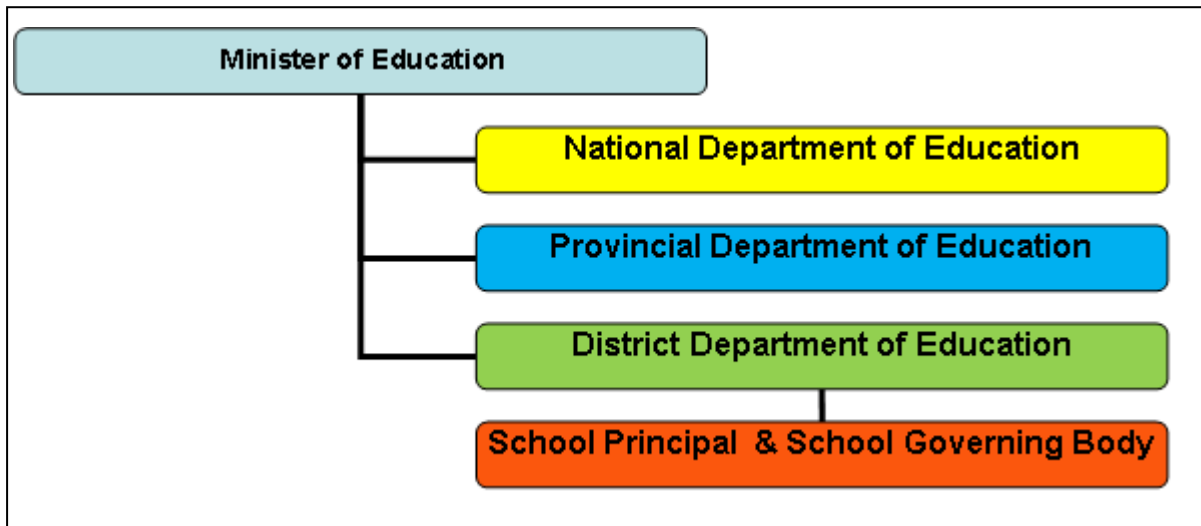 Minister of Education
National Department of Education
Provincial Department of Education
District Department of Education
School Principal & School Governing Body